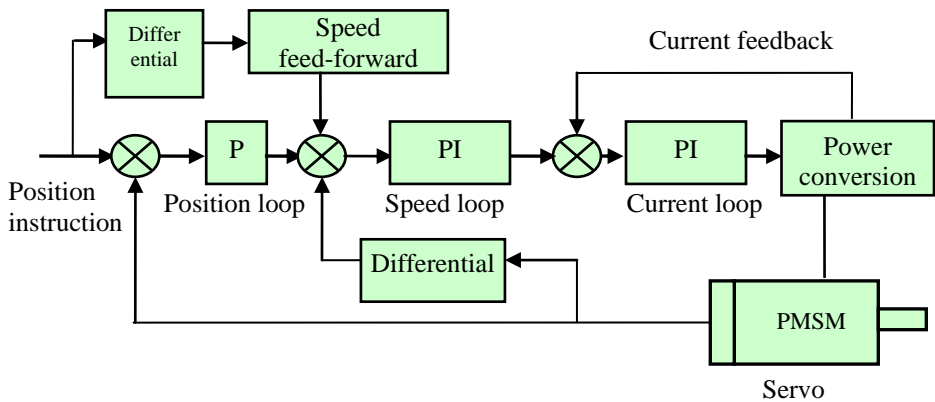 Differ
ential
Speed
feed-forward
Current feedback
P
PI
PI
Power
conversion
Position
instruction
Position loop
Speed loop
Current loop
Differential
PMSM
Servo